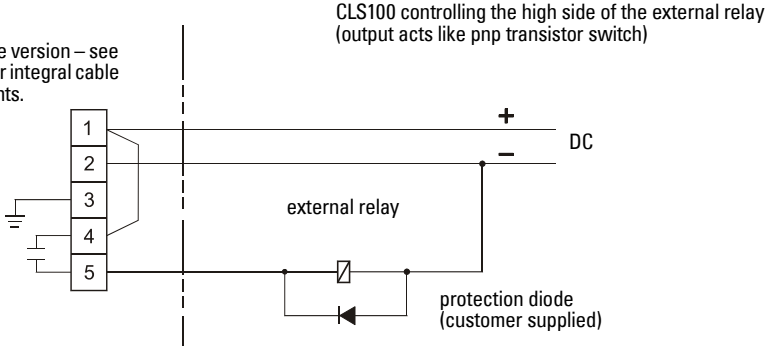 CLS100 controlling the high side of the external relay
(output acts like pnp transistor switch)
version – see
r integral cable
1
+
DC
2
–
3
external relay
4
5
protection diode
(customer supplied)